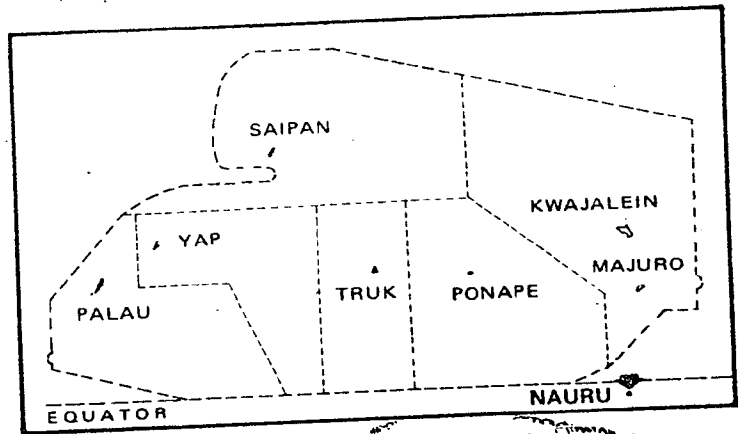 SAIPAN
KWAJALEIN
YAP
MAJURO
TRUK
PONAPE
PALAU
NAURU
EQUATOR